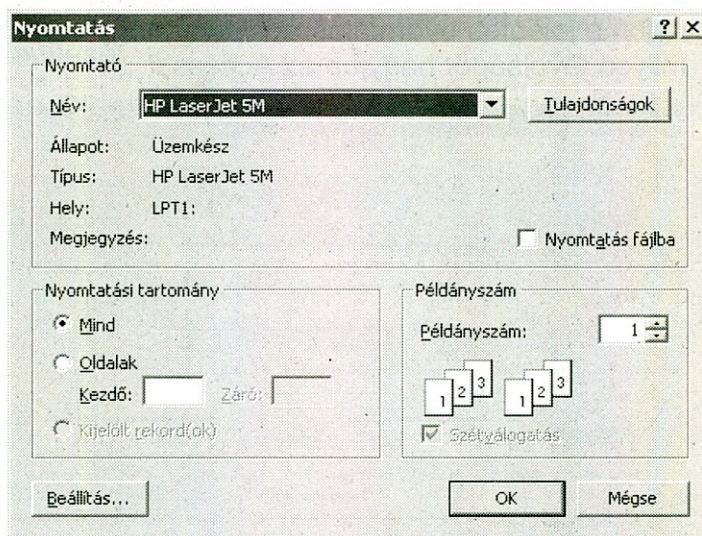 Nyomtatás
Nyomtató
Név: HP LaserJet 5M Tulajdonságok
Állapot: Üzemkész
Típus: HP LaserJet 5M
Hely: LPT1:
Megjegyzés: Nyomtatás fájlba
Nyomtatási tartomány
Mind
Oldalak
Kezdő: Záró:
Kijelölt rekord(ok)
Példányszám
Példányszám: 1
1 2 3 1 2 3
Szétválogatás
Beállítás... OK Mégse